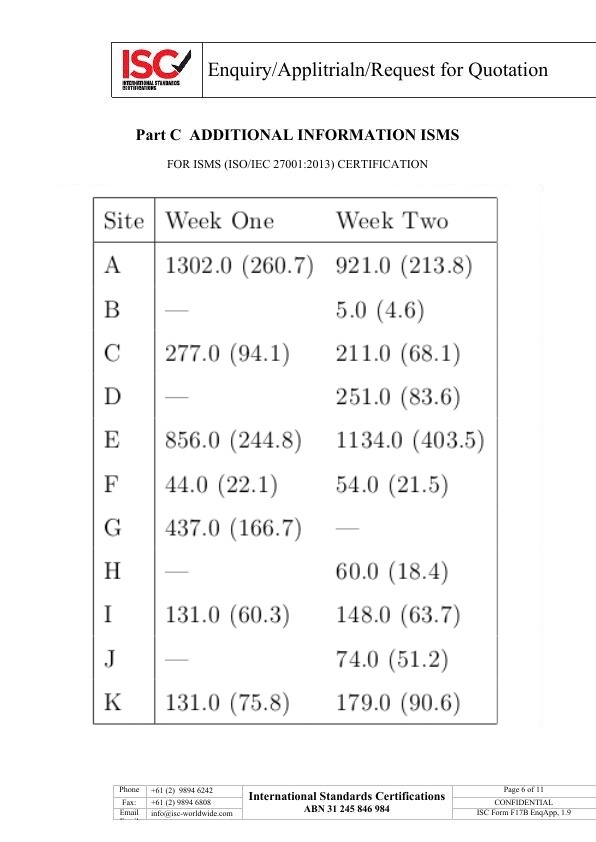 ISC
INTERNATIONAL STANDARDS
CERTIFICATIONS
Enquiry/Applitrialn/Request for Quotation
Part C ADDITIONAL INFORMATION ISMS
FOR ISMS (ISO/IEC 27001:2013) CERTIFICATION
Site Week One Week Two
A 1302.0 (260.7) 921.0 (213.8)
B — 5.0 (4.6)
C 277.0 (94.1) 211.0 (68.1)
D — 251.0 (83.6)
E 856.0 (244.8) 1134.0 (403.5)
F 44.0 (22.1) 54.0 (21.5)
G 437.0 (166.7) —
H — 60.0 (18.4)
I 131.0 (60.3) 148.0 (63.7)
J — 74.0 (51.2)
K 131.0 (75.8) 179.0 (90.6)
Phone +61 (2) 9894 6242
Fax: +61 (2) 9894 6808
Email info@isc-worldwide.com
International Standards Certifications
ABN 31 245 846 984
Page 6 of 11
CONFIDENTIAL
ISC Form F17B EnqApp, 1.9